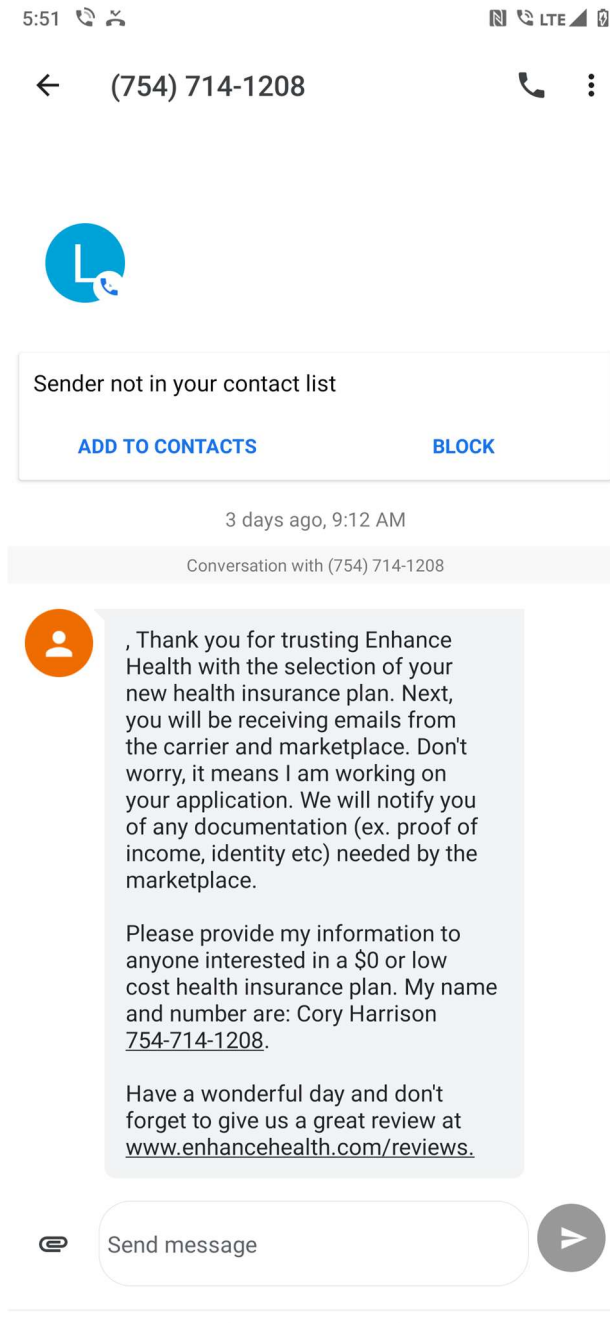 5:51 LTE
(754) 714-1208
L
Sender not in your contact list
ADD TO CONTACTS BLOCK
3 days ago, 9:12 AM
Conversation with (754) 714-1208
, Thank you for trusting Enhance
Health with the selection of your
new health insurance plan. Next,
you will be receiving emails from
the carrier and marketplace. Don't
worry, it means I am working on
your application. We will notify you
of any documentation (ex. proof of
income, identity etc) needed by the
marketplace.
Please provide my information to
anyone interested in a $0 or low
cost health insurance plan. My name
and number are: Cory Harrison
754-714-1208.
Have a wonderful day and don't
forget to give us a great review at
www.enhancehealth.com/reviews.
Send message